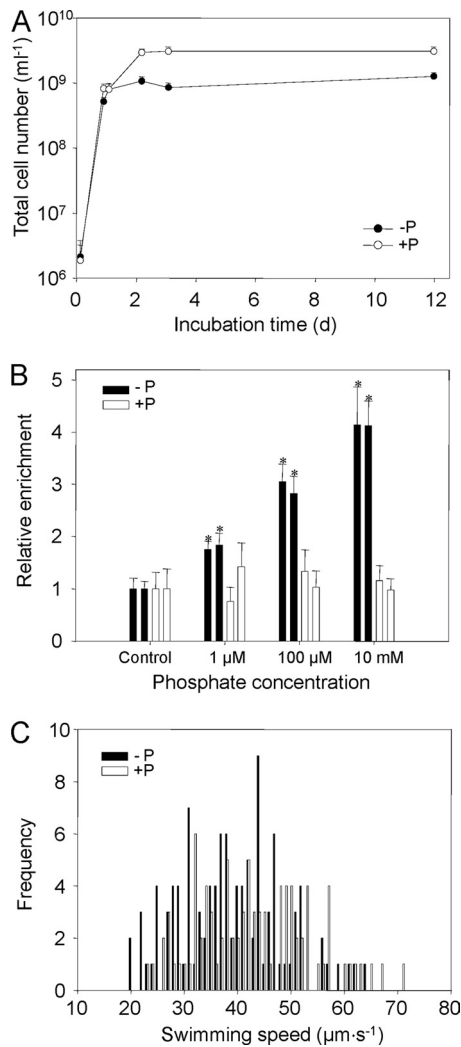 A
Total cell number (ml-1)
10^10
10^9
10^8
10^7
10^6
-P
+P
0 2 4 6 8 10 12
Incubation time (d)
B
Relative enrichment
5
4
3
2
1
0
- P
+P
* * * * * *
Control 1 µM 100 µM 10 mM
Phosphate concentration
C
Frequency
10
8
6
4
2
0
- P
+P
10 20 30 40 50 60 70 80
Swimming speed (µm·s-1)